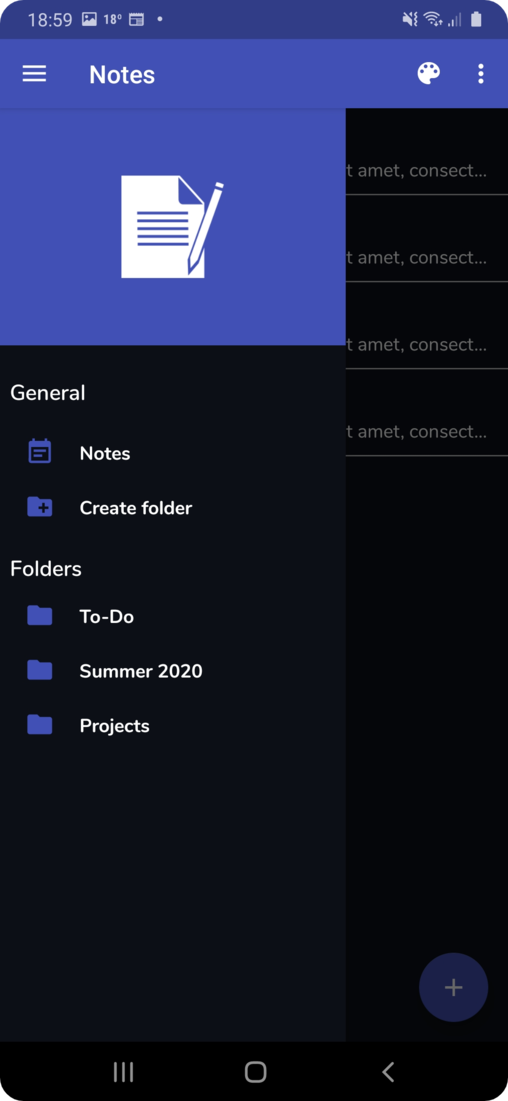 18:59 18°
Notes
t amet, consect...
t amet, consect...
t amet, consect...
t amet, consect...
General
Notes
Create folder
Folders
To-Do
Summer 2020
Projects